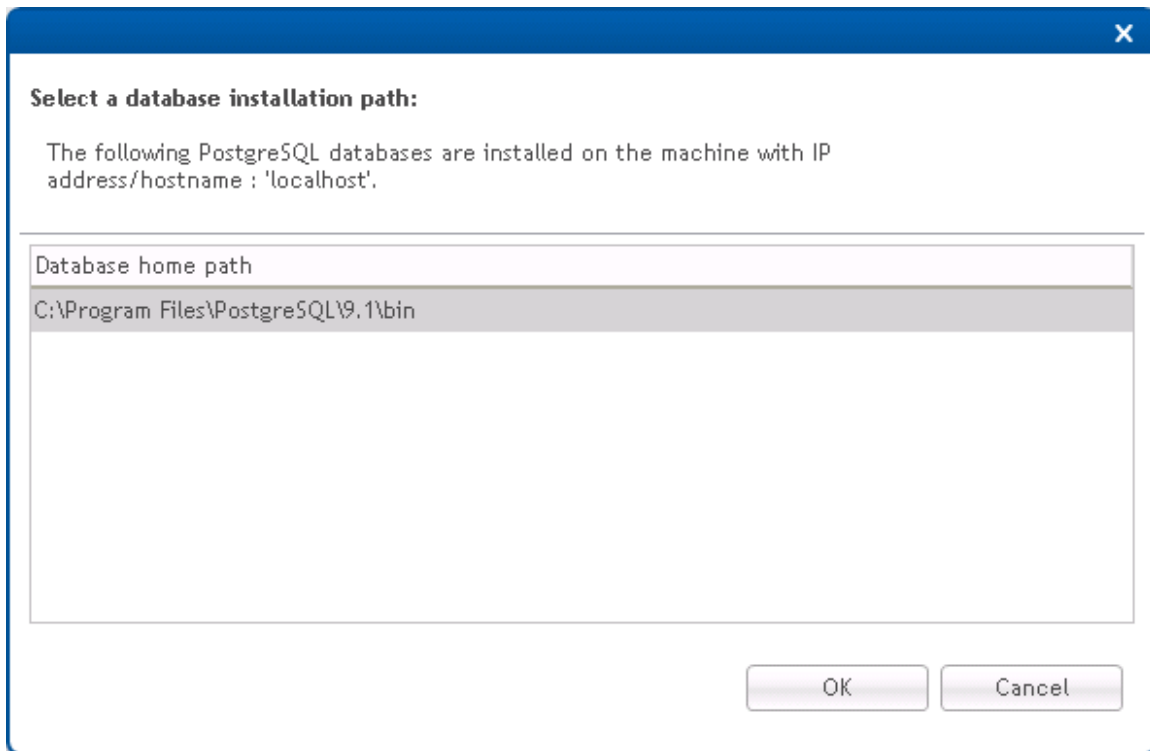 Select a database installation path:
The following PostgreSQL databases are installed on the machine with IP
address/hostname : 'localhost'.
Database home path
C:\Program Files\PostgreSQL\9.1\bin
OK
Cancel